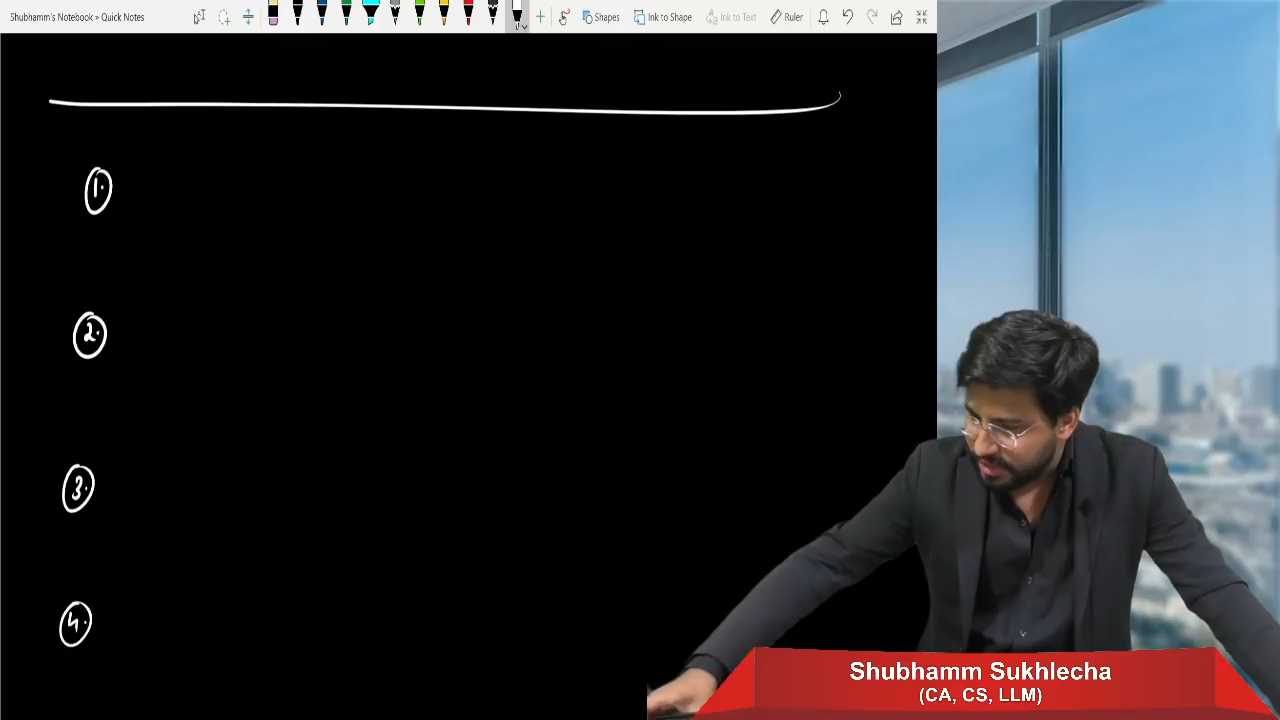 Shubhamm's Notebook » Quick Notes
Shapes
Ink to Shape
Ink to Text
Ruler
1.
2.
3.
4.
Shubhamm Sukhlecha
(CA, CS, LLM)